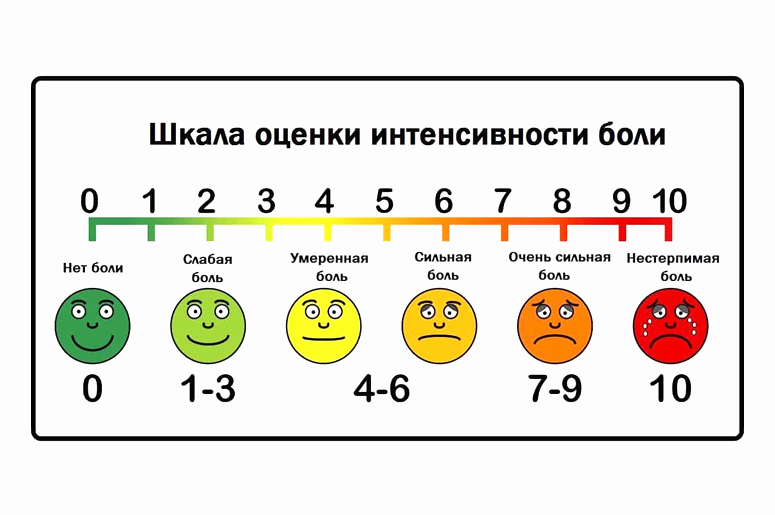 Шкала оценки интенсивности боли
0 1 2 3 4 5 6 7 8 9 10
Нет боли
Слабая
боль
Умеренная
боль
Сильная
боль
Очень сильная
боль
Нестерпимая
боль
0 1-3 4-6 7-9 10